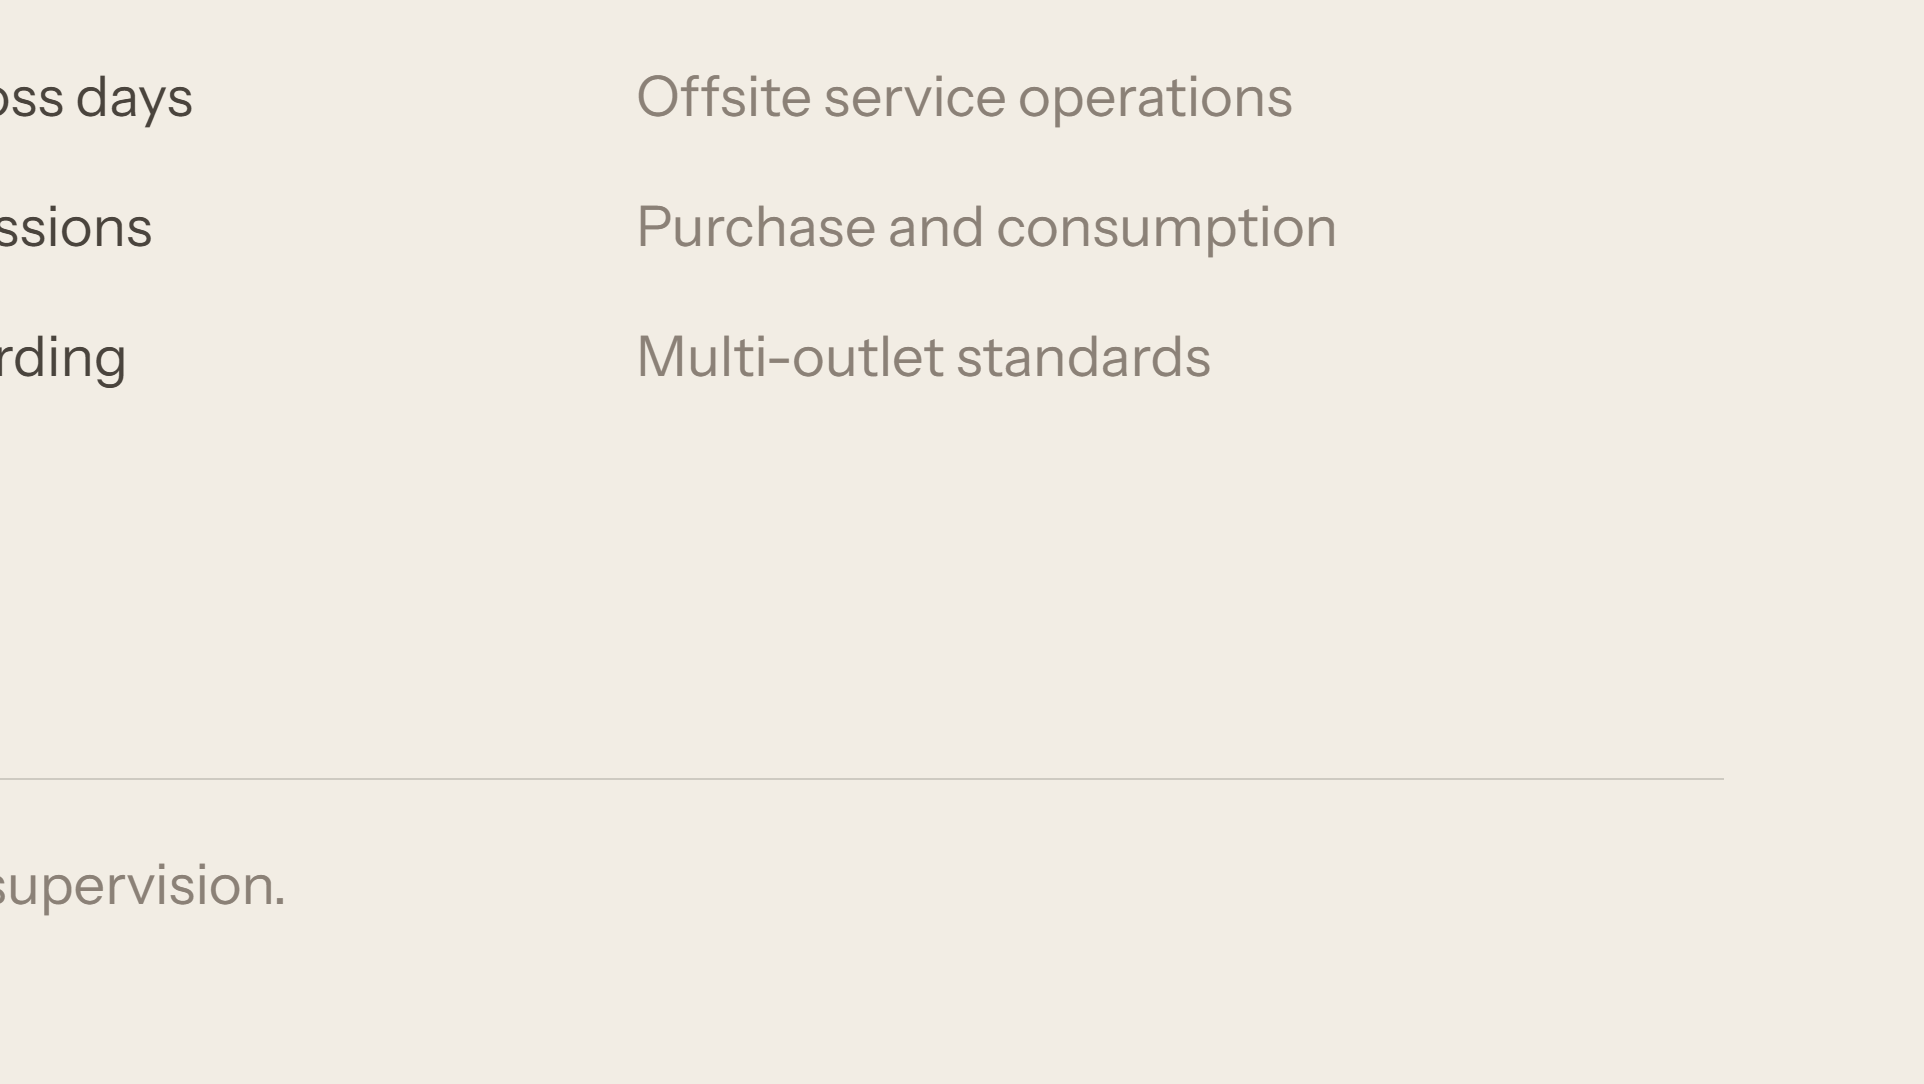 oss days Offsite service operations
ssions Purchase and consumption
rding Multi-outlet standards
supervision.